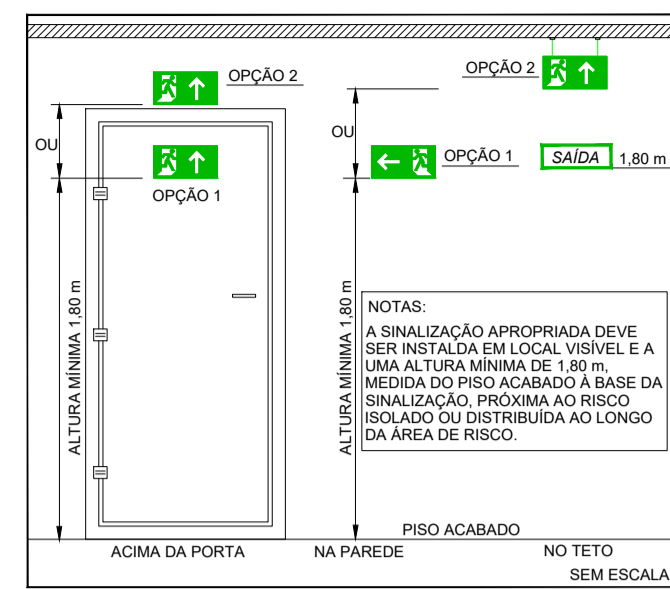 OPÇÃO 2
OPÇÃO 2
OU
OU
OPÇÃO 1
SAÍDA
1,80 m
OPÇÃO 1
ALTURA MÍNIMA 1,80 m
ALTURA MÍNIMA 1,80 m
NOTAS:
A SINALIZAÇÃO APROPRIADA DEVE
SER INSTALDA EM LOCAL VISÍVEL E A
UMA ALTURA MÍNIMA DE 1,80 m,
MEDIDA DO PISO ACABADO À BASE DA
SINALIZAÇÃO, PRÓXIMA AO RISCO
ISOLADO OU DISTRIBUÍDA AO LONGO
DA ÁREA DE RISCO.
PISO ACABADO
ACIMA DA PORTA
NA PAREDE
NO TETO
SEM ESCALA